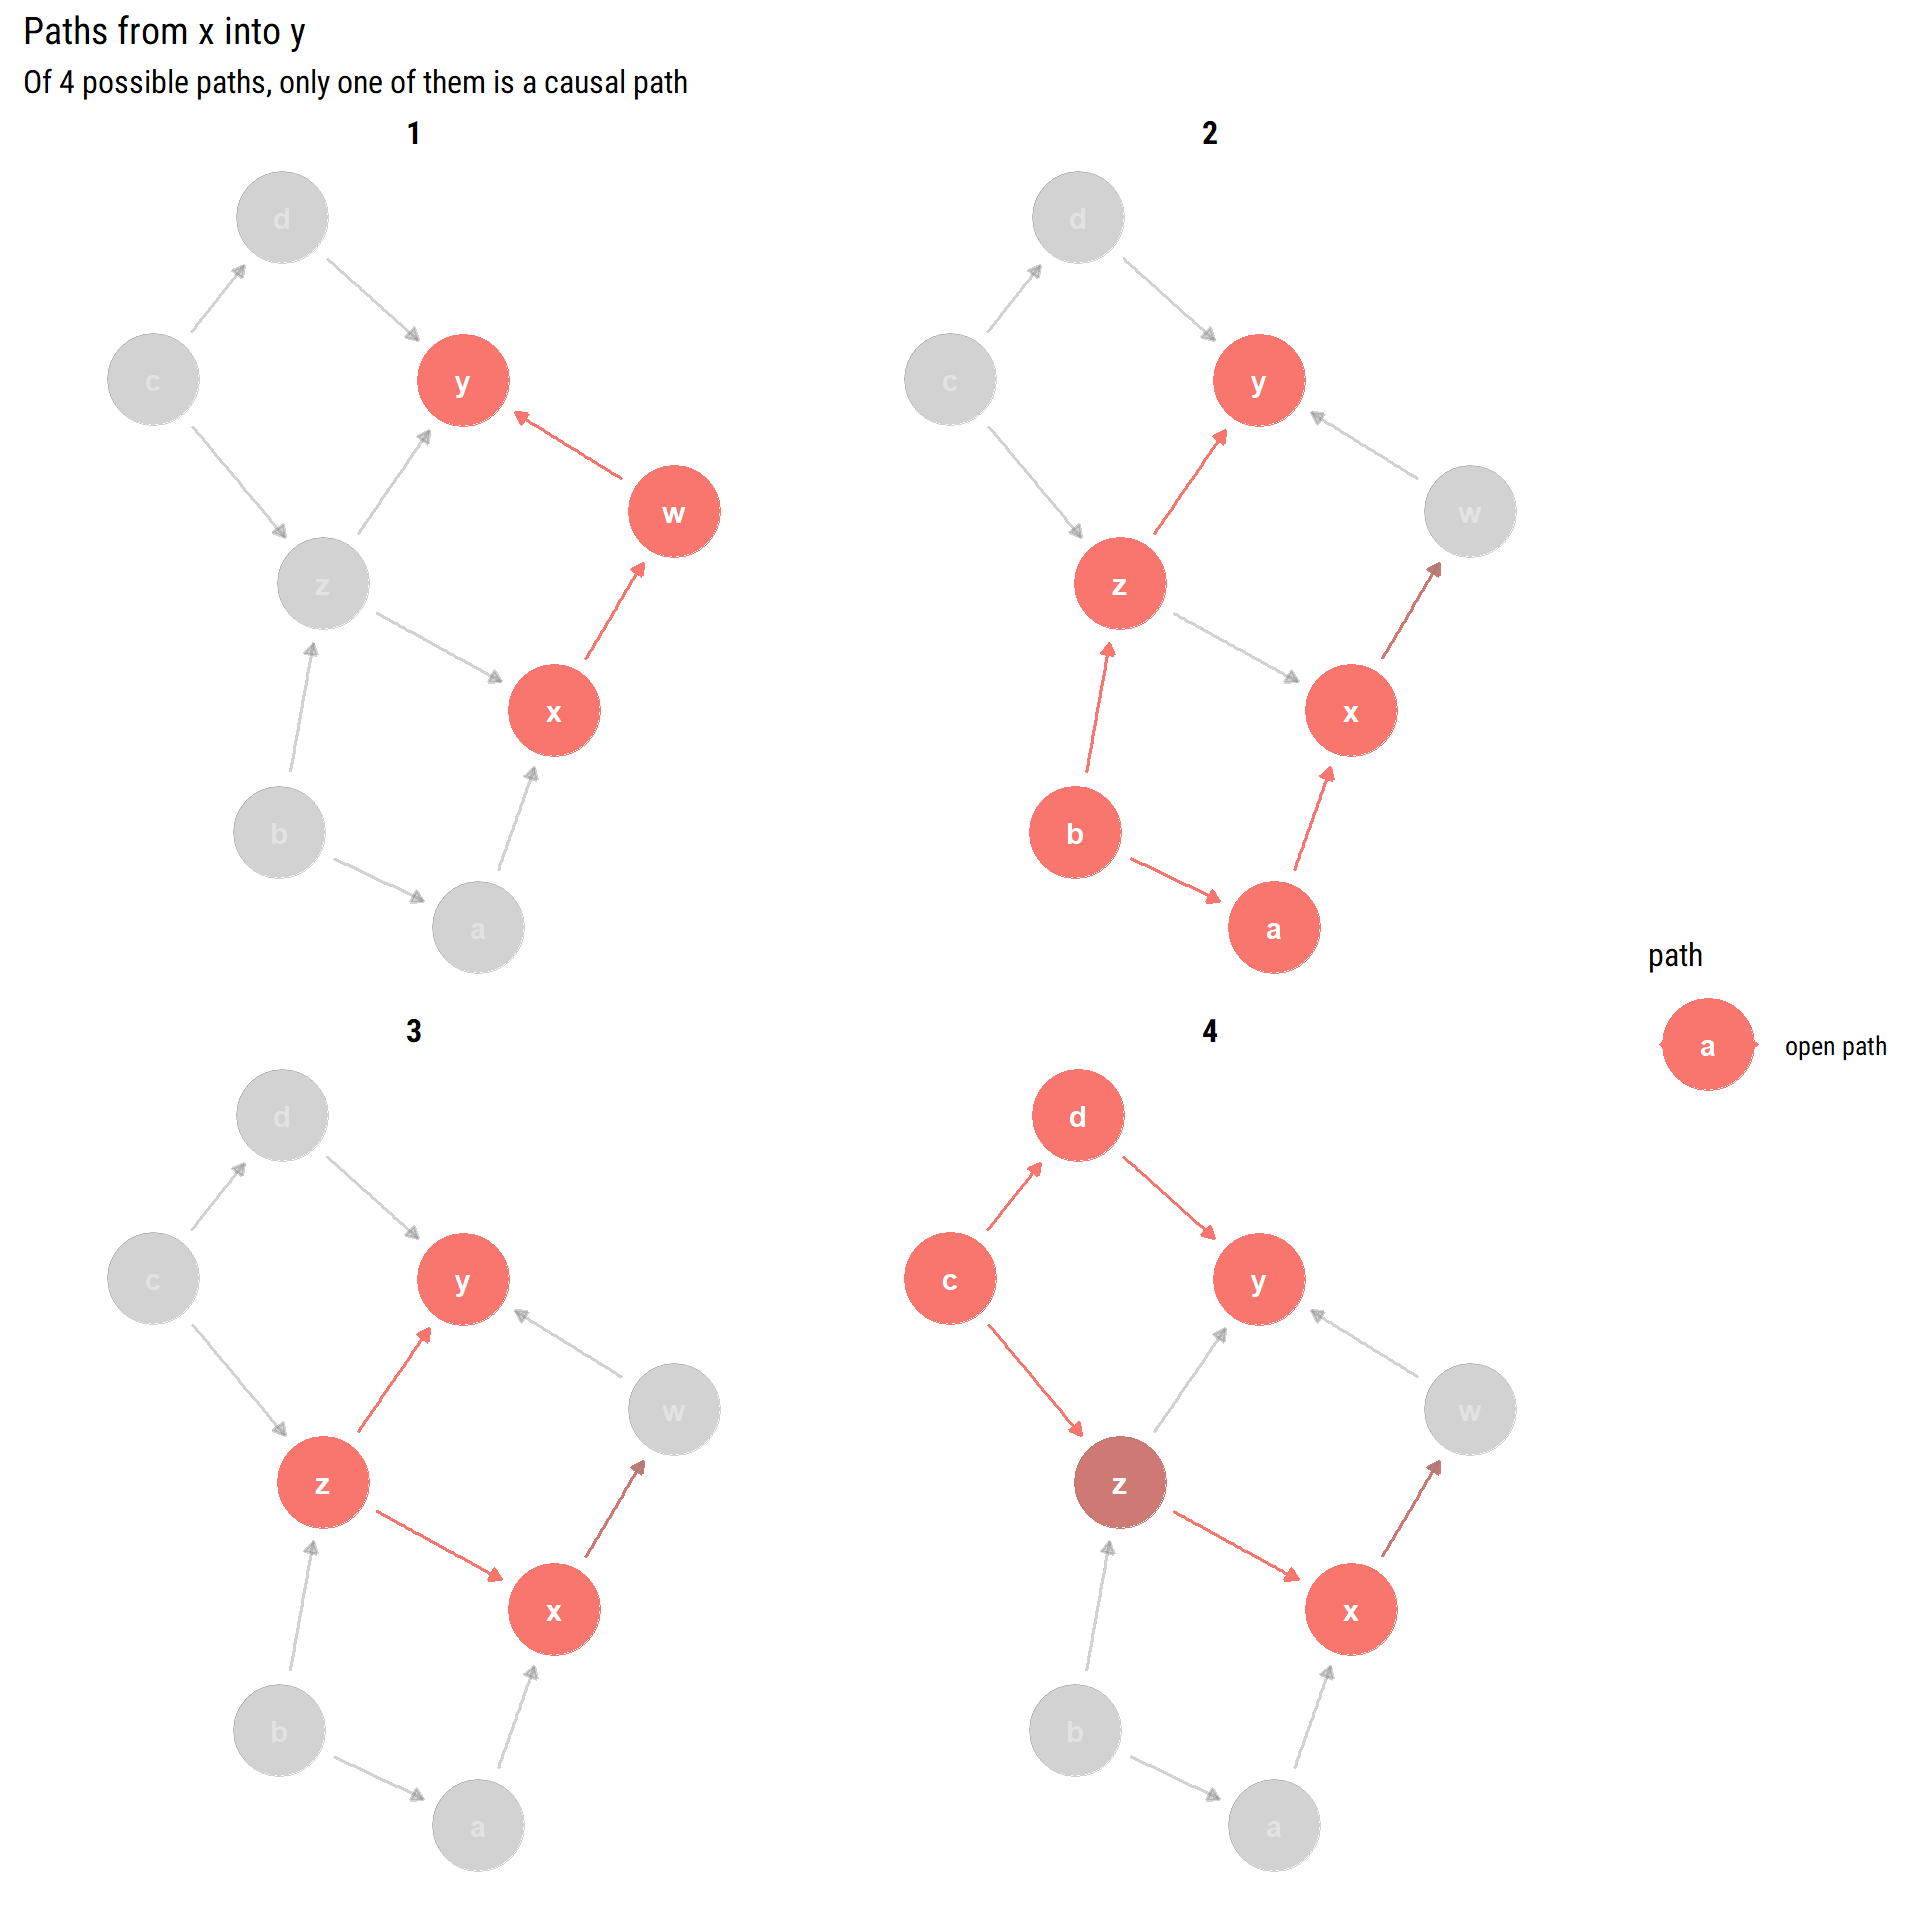 Paths from x into y
Of 4 possible paths, only one of them is a causal path
1
d
c
y
w
z
x
b
a
2
d
c
y
w
z
x
b
a
path
a open path
3
d
c
y
w
z
x
b
a
4
d
c
y
w
z
x
b
a